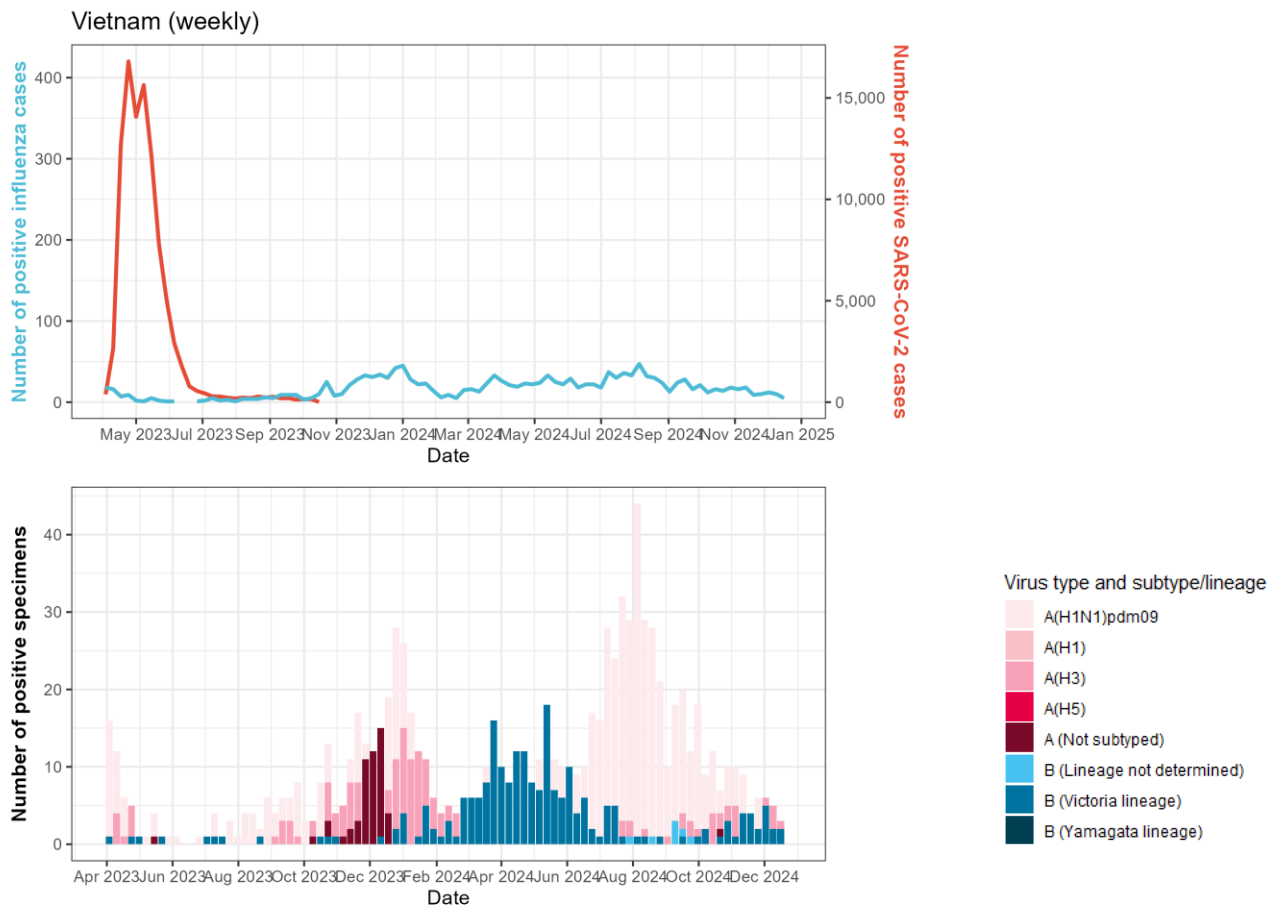 Vietnam (weekly)
Number of positive influenza cases
400
300
200
100
0
15,000
10,000
5,000
0
Number of positive SARS-CoV-2 cases
May 2023 Jul 2023 Sep 2023 Nov 2023 Jan 2024 Mar 2024 May 2024 Jul 2024 Sep 2024 Nov 2024 Jan 2025
Date
Number of positive specimens
40
30
20
10
0
Apr 2023 Jun 2023 Aug 2023 Oct 2023 Dec 2023 Feb 2024 Apr 2024 Jun 2024 Aug 2024 Oct 2024 Dec 2024
Date
Virus type and subtype/lineage
A(H1N1)pdm09
A(H1)
A(H3)
A(H5)
A (Not subtyped)
B (Lineage not determined)
B (Victoria lineage)
B (Yamagata lineage)